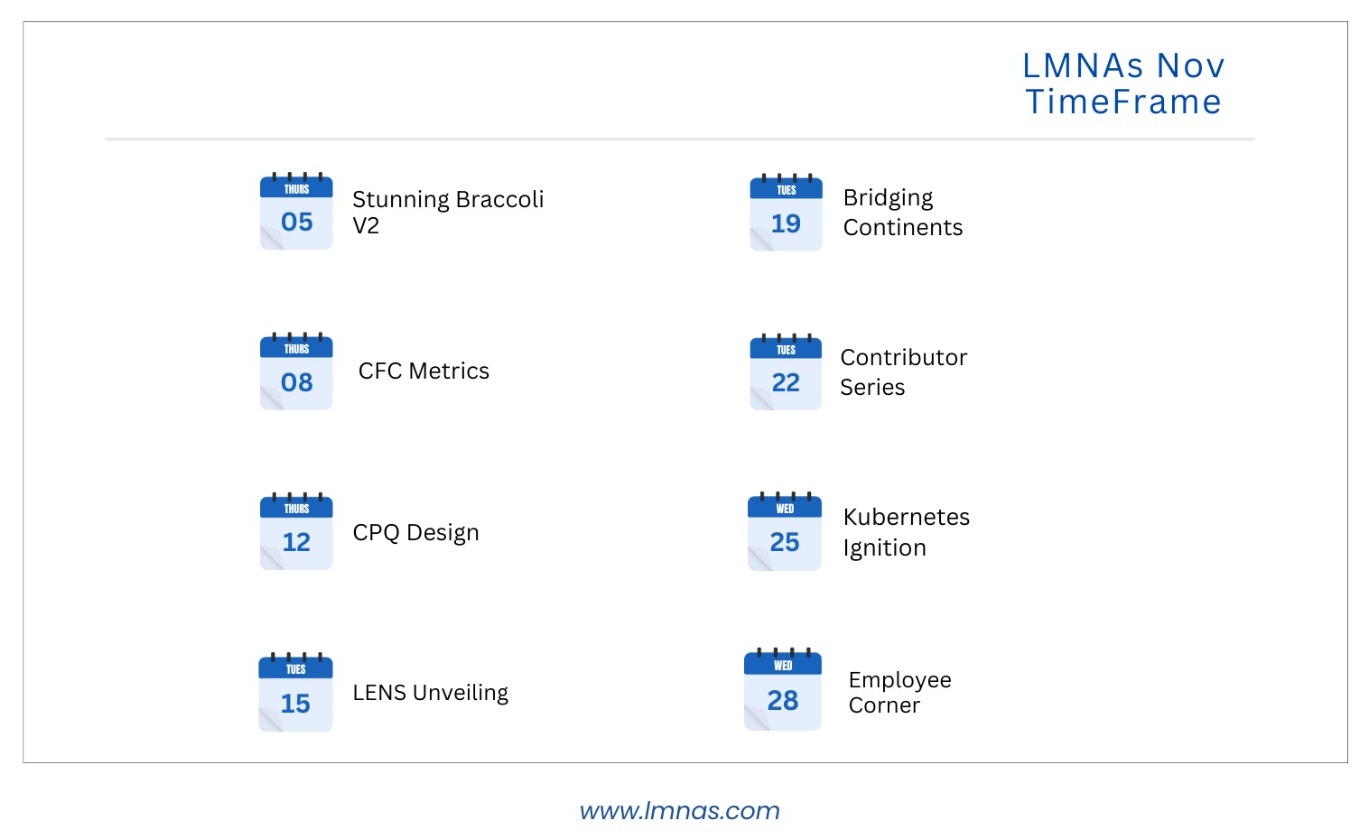 LMNAs Nov
TimeFrame
THURS
05
Stunning Braccoli
V2
THURS
08
CFC Metrics
THURS
12
CPQ Design
TUES
15
LENS Unveiling
TUES
19
Bridging
Continents
TUES
22
Contributor
Series
WED
25
Kubernetes
Ignition
WED
28
Employee
Corner
www.lmnas.com